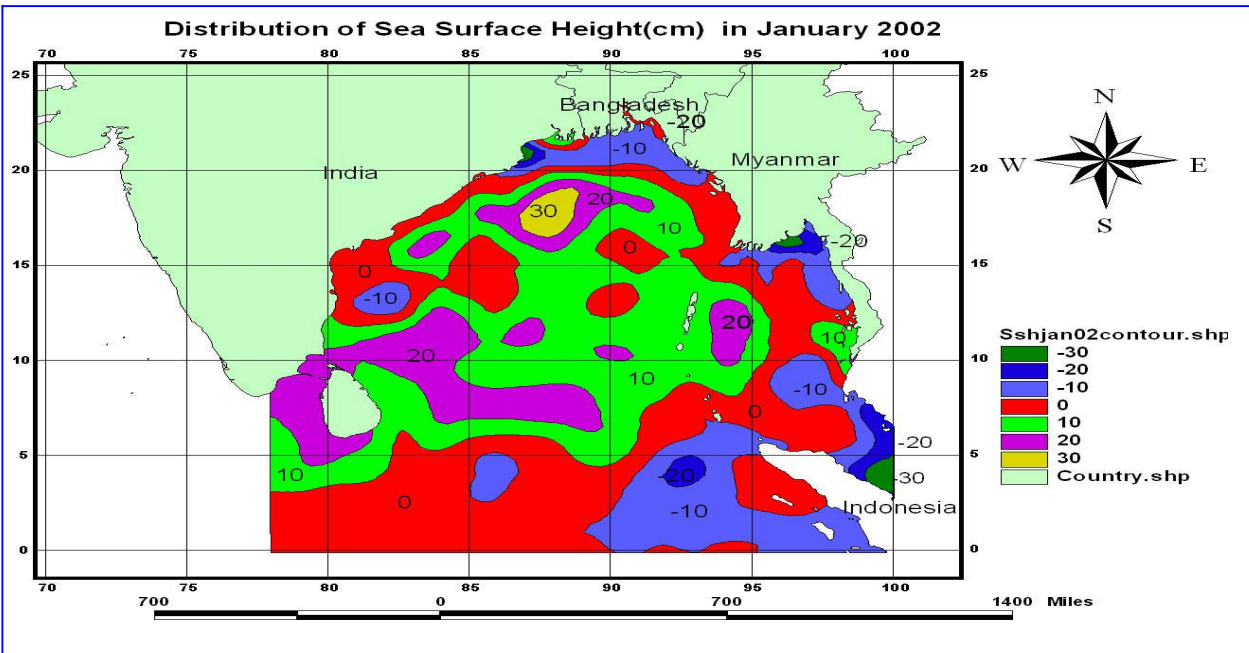 Distribution of Sea Surface Height(cm) in January 2002
70 75 80 85 90 95 100
25 25
Bangladesh
-20
N
-10
Myanmar
20 India 20
W E
30 20
S
10
0
-20
15 0 15
-10
20
10
Sshjan02contour.shp
20
-30
10 10
10
-10
-20
-10
0
0
10
-20
20
5 5
30
10
-20
-30
Country.shp
0
-10
Indonesia
0 0
70 75 80 85 90 95 100
700 0 700 1400 Miles